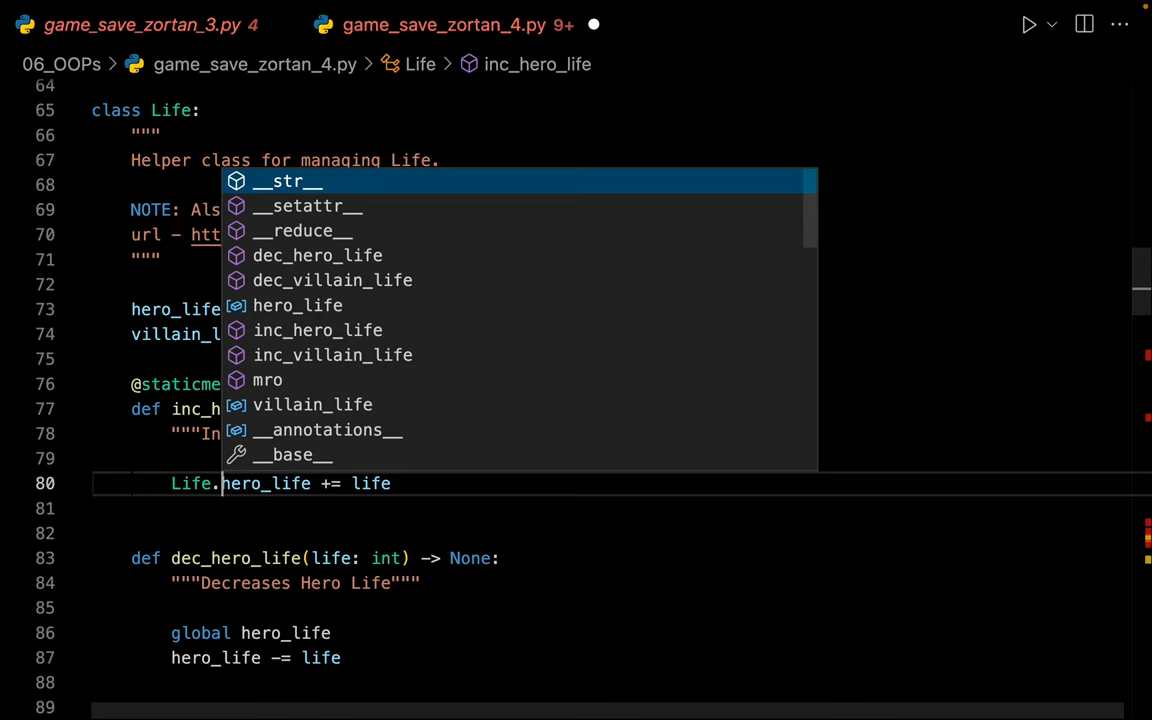 game_save_zortan_3.py 4 game_save_zortan_4.py 9+
06_OOPs > game_save_zortan_4.py > Life > inc_hero_life
64
65 class Life:
66 """
67 Helper class for managing Life.
68
69 NOTE: Als
70 url - htt
71 """
72
73 hero_life
74 villain_l
75
76 @staticme
77 def inc_h
78 """In
79
80 Life.hero_life += life
81
82
83 def dec_hero_life(life: int) -> None:
84 """Decreases Hero Life"""
85
86 global hero_life
87 hero_life -= life
88
89
__str__
__setattr__
__reduce__
dec_hero_life
dec_villain_life
hero_life
inc_hero_life
inc_villain_life
mro
villain_life
__annotations__
__base__